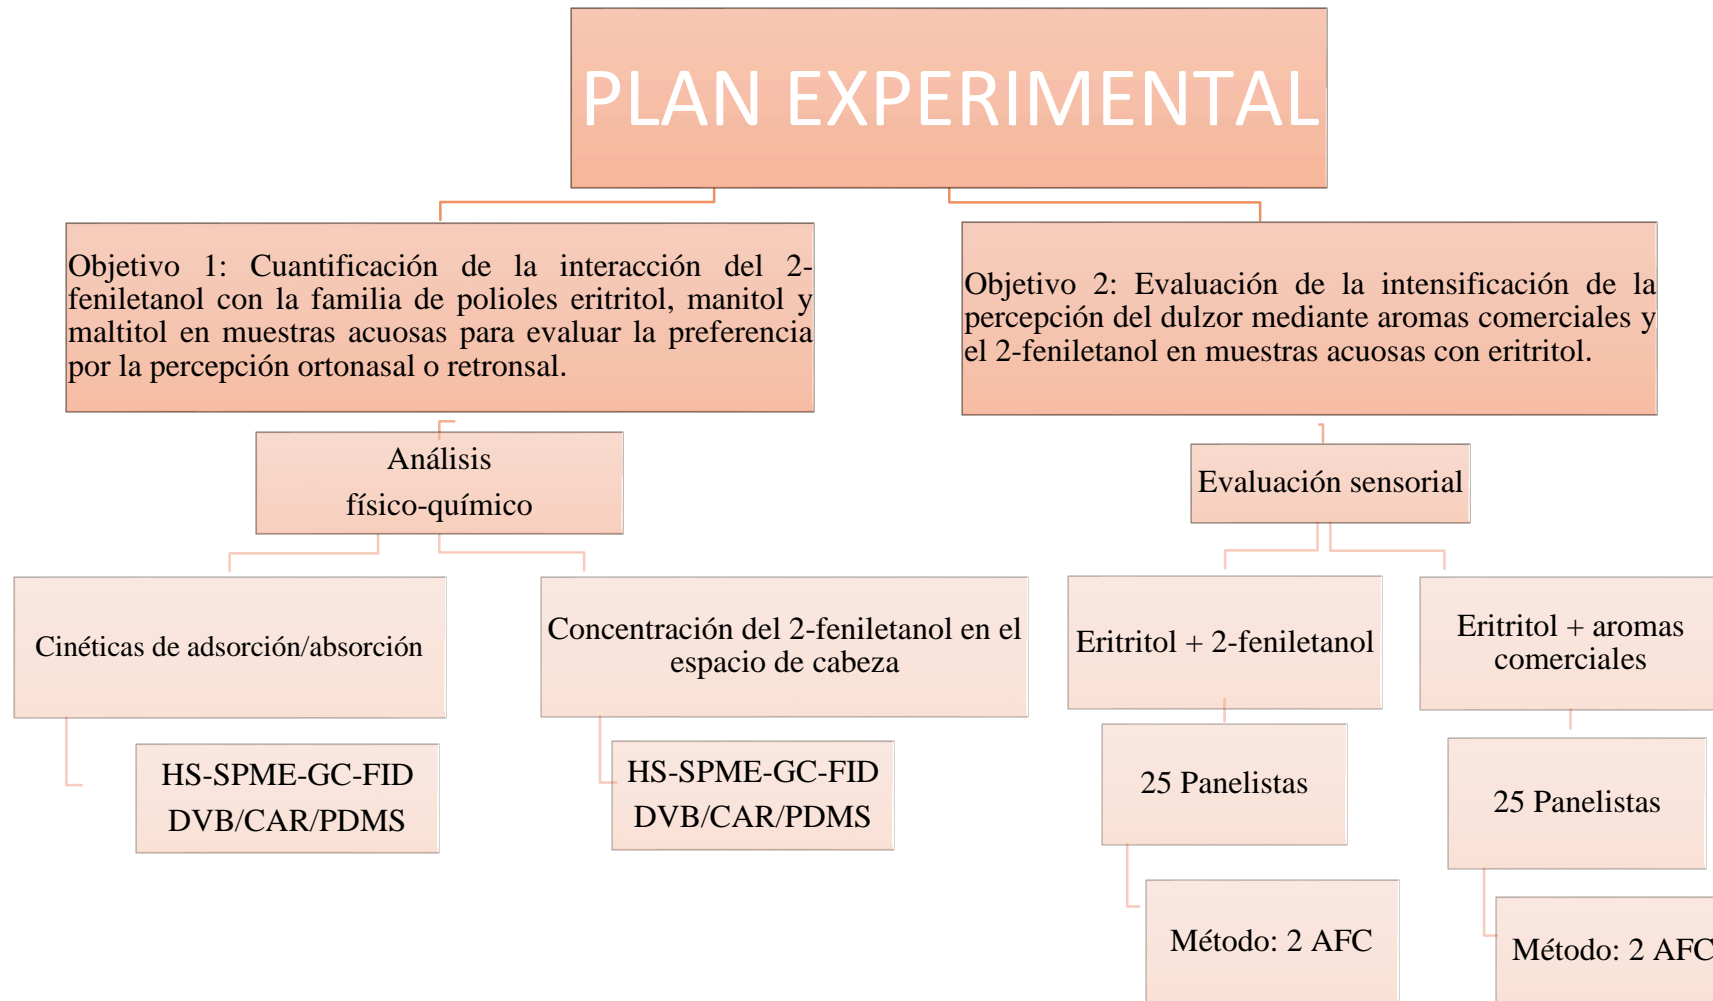 PLAN EXPERIMENTAL
Objetivo 1: Cuantificación de la interacción del 2-
feniletanol con la familia de polioles eritritol, manitol y
maltitol en muestras acuosas para evaluar la preferencia
por la percepción ortonasal o retronsal.
Objetivo 2: Evaluación de la intensificación de la
percepción del dulzor mediante aromas comerciales y
el 2-feniletanol en muestras acuosas con eritritol.
Análisis
físico-químico
Evaluación sensorial
Cinéticas de adsorción/absorción
Concentración del 2-feniletanol en el
espacio de cabeza
Eritritol + 2-feniletanol
Eritritol + aromas
comerciales
HS-SPME-GC-FID
DVB/CAR/PDMS
HS-SPME-GC-FID
DVB/CAR/PDMS
25 Panelistas
25 Panelistas
Método: 2 AFC
Método: 2 AFC